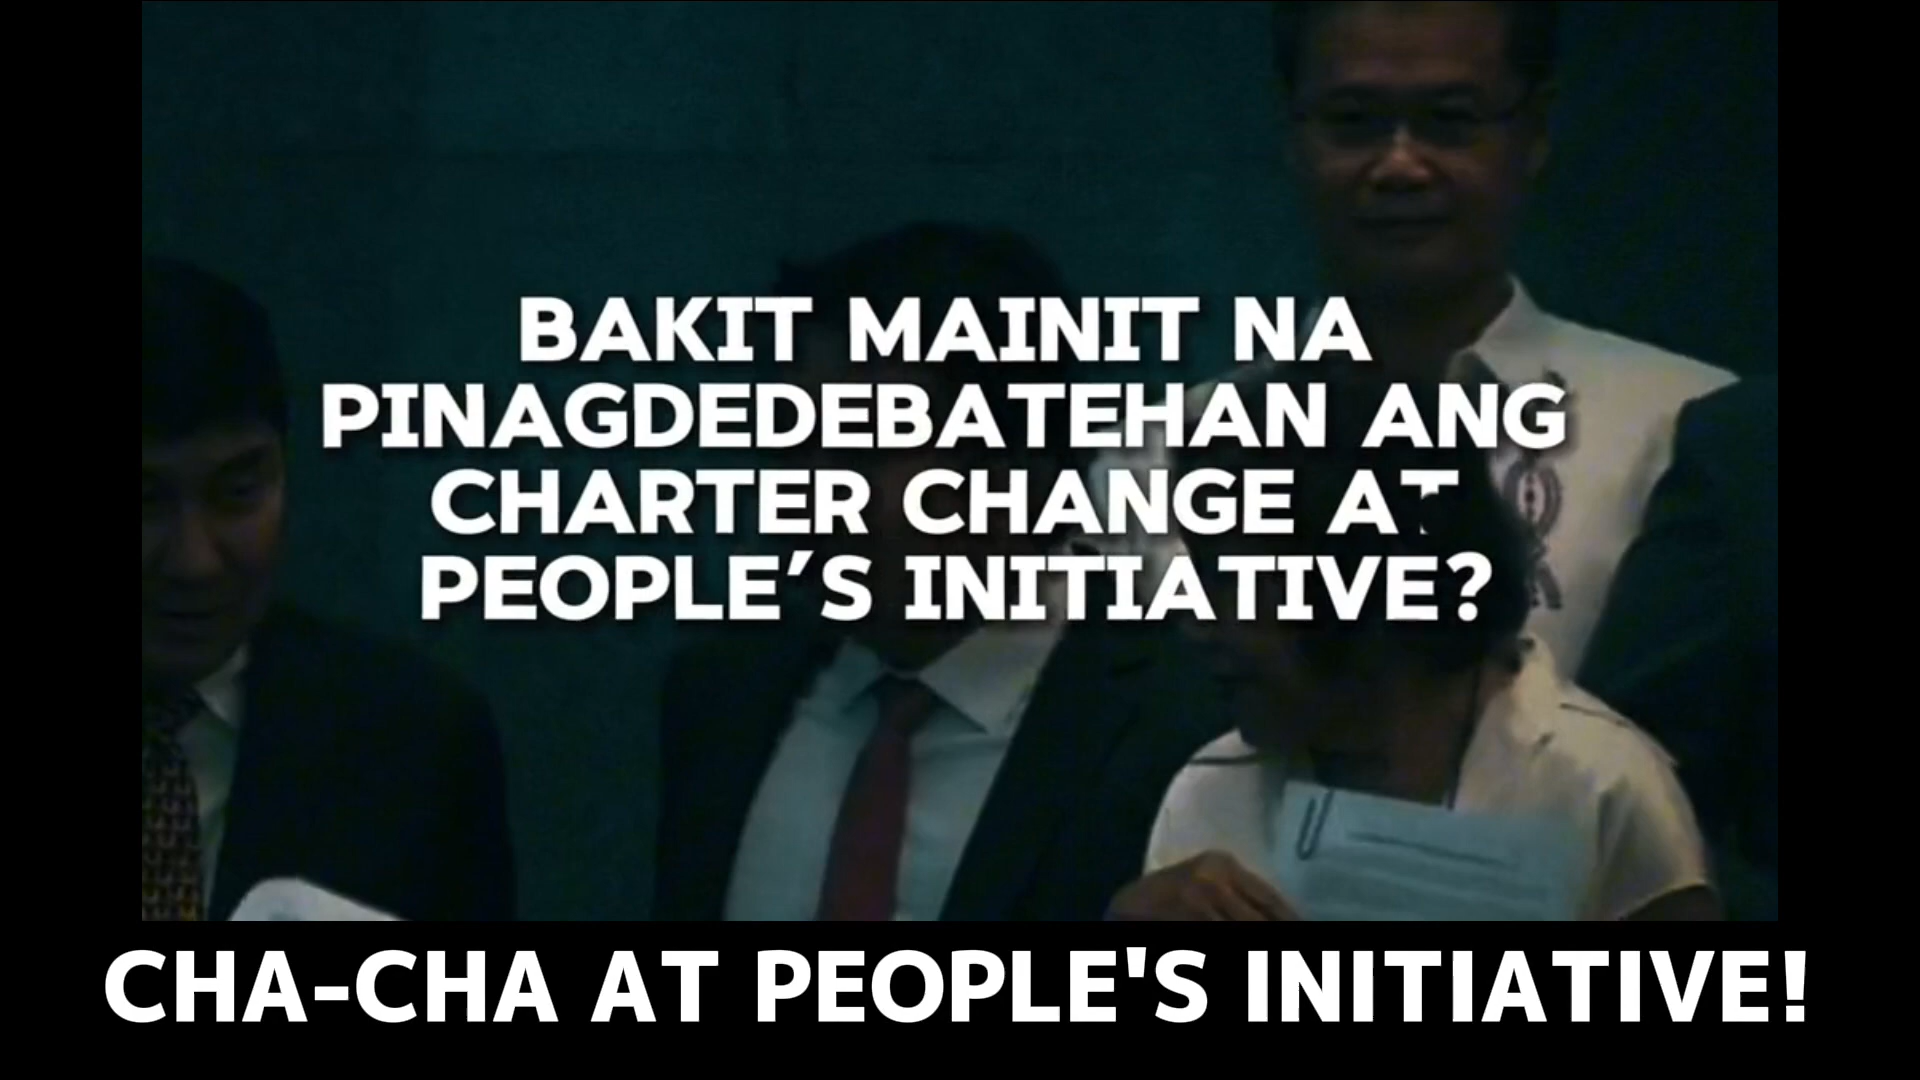 BAKIT MAINIT NA
PINAGDEDEBATEHAN ANG
CHARTER CHANGE AT
PEOPLE'S INITIATIVE?
CHA-CHA AT PEOPLE'S INITIATIVE!